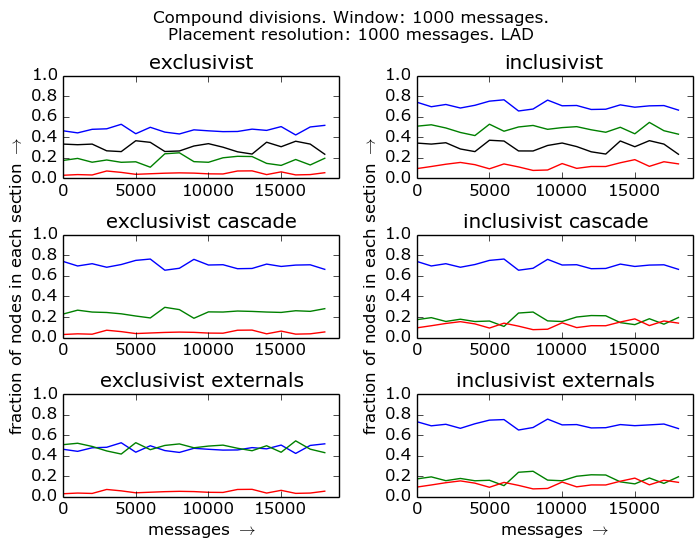 Compound divisions. Window: 1000 messages.
Placement resolution: 1000 messages. LAD
exclusivist
1.0
0.8
0.6
0.4
0.2
0.0
0 5000 10000 15000
inclusivist
1.0
0.8
0.6
0.4
0.2
0.0
0 5000 10000 15000
exclusivist cascade
1.0
0.8
0.6
0.4
0.2
0.0
0 5000 10000 15000
inclusivist cascade
1.0
0.8
0.6
0.4
0.2
0.0
0 5000 10000 15000
exclusivist externals
1.0
0.8
0.6
0.4
0.2
0.0
0 5000 10000 15000
inclusivist externals
1.0
0.8
0.6
0.4
0.2
0.0
0 5000 10000 15000
fraction of nodes in each section →
fraction of nodes in each section →
messages →
messages →